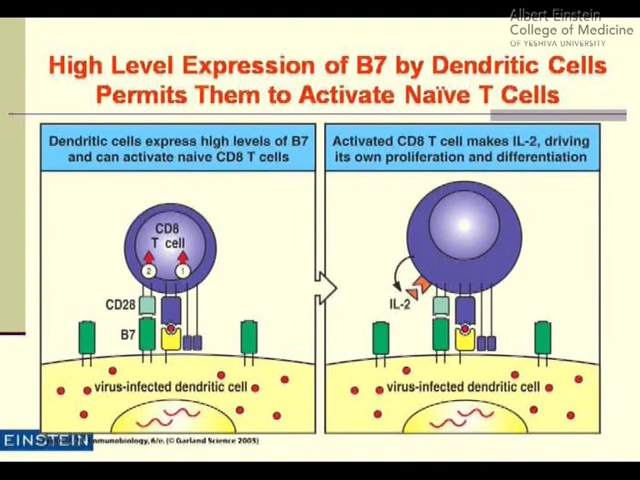 Albert Einstein
College of Medicine
OF YESHIVA UNIVERSITY
High Level Expression of B7 by Dendritic Cells
Permits Them to Activate Naïve T Cells
Dendritic cells express high levels of B7
and can activate naive CD8 T cells
CD8
T cell
2
1
CD28
B7
virus-infected dendritic cell
Activated CD8 T cell makes IL-2, driving
its own proliferation and differentiation
IL-2
virus-infected dendritic cell
EINSTEIN
mmunobiology, 6/e. (© Garland Science 2005)